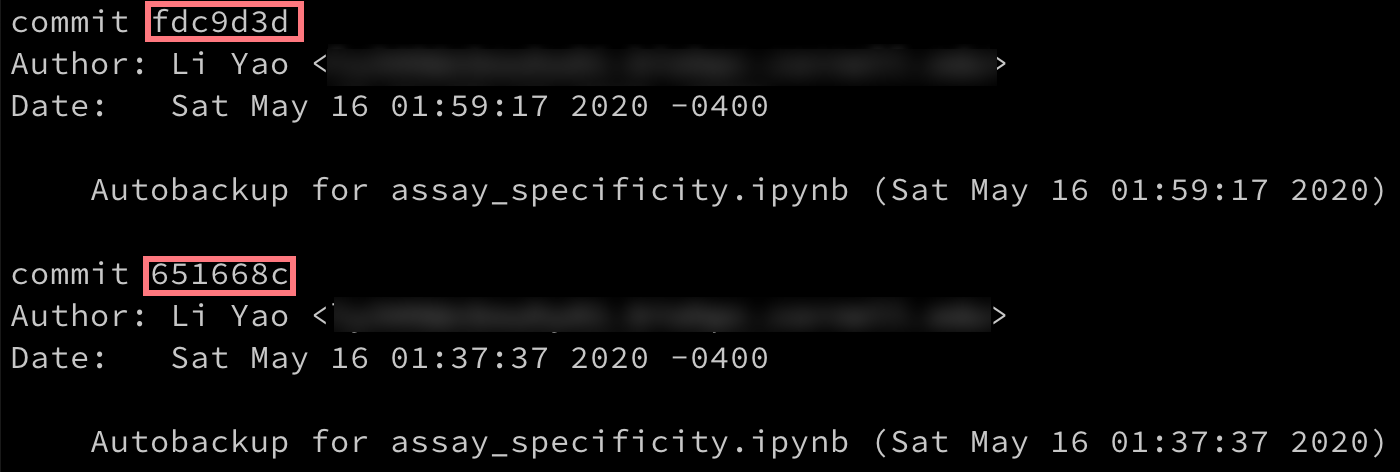 commit fdc9d3d
Author: Li Yao < >
Date:   Sat May 16 01:59:17 2020 -0400
Autobackup for assay_specificity.ipynb (Sat May 16 01:59:17 2020)
commit 651668c
Author: Li Yao < >
Date:   Sat May 16 01:37:37 2020 -0400
Autobackup for assay_specificity.ipynb (Sat May 16 01:37:37 2020)